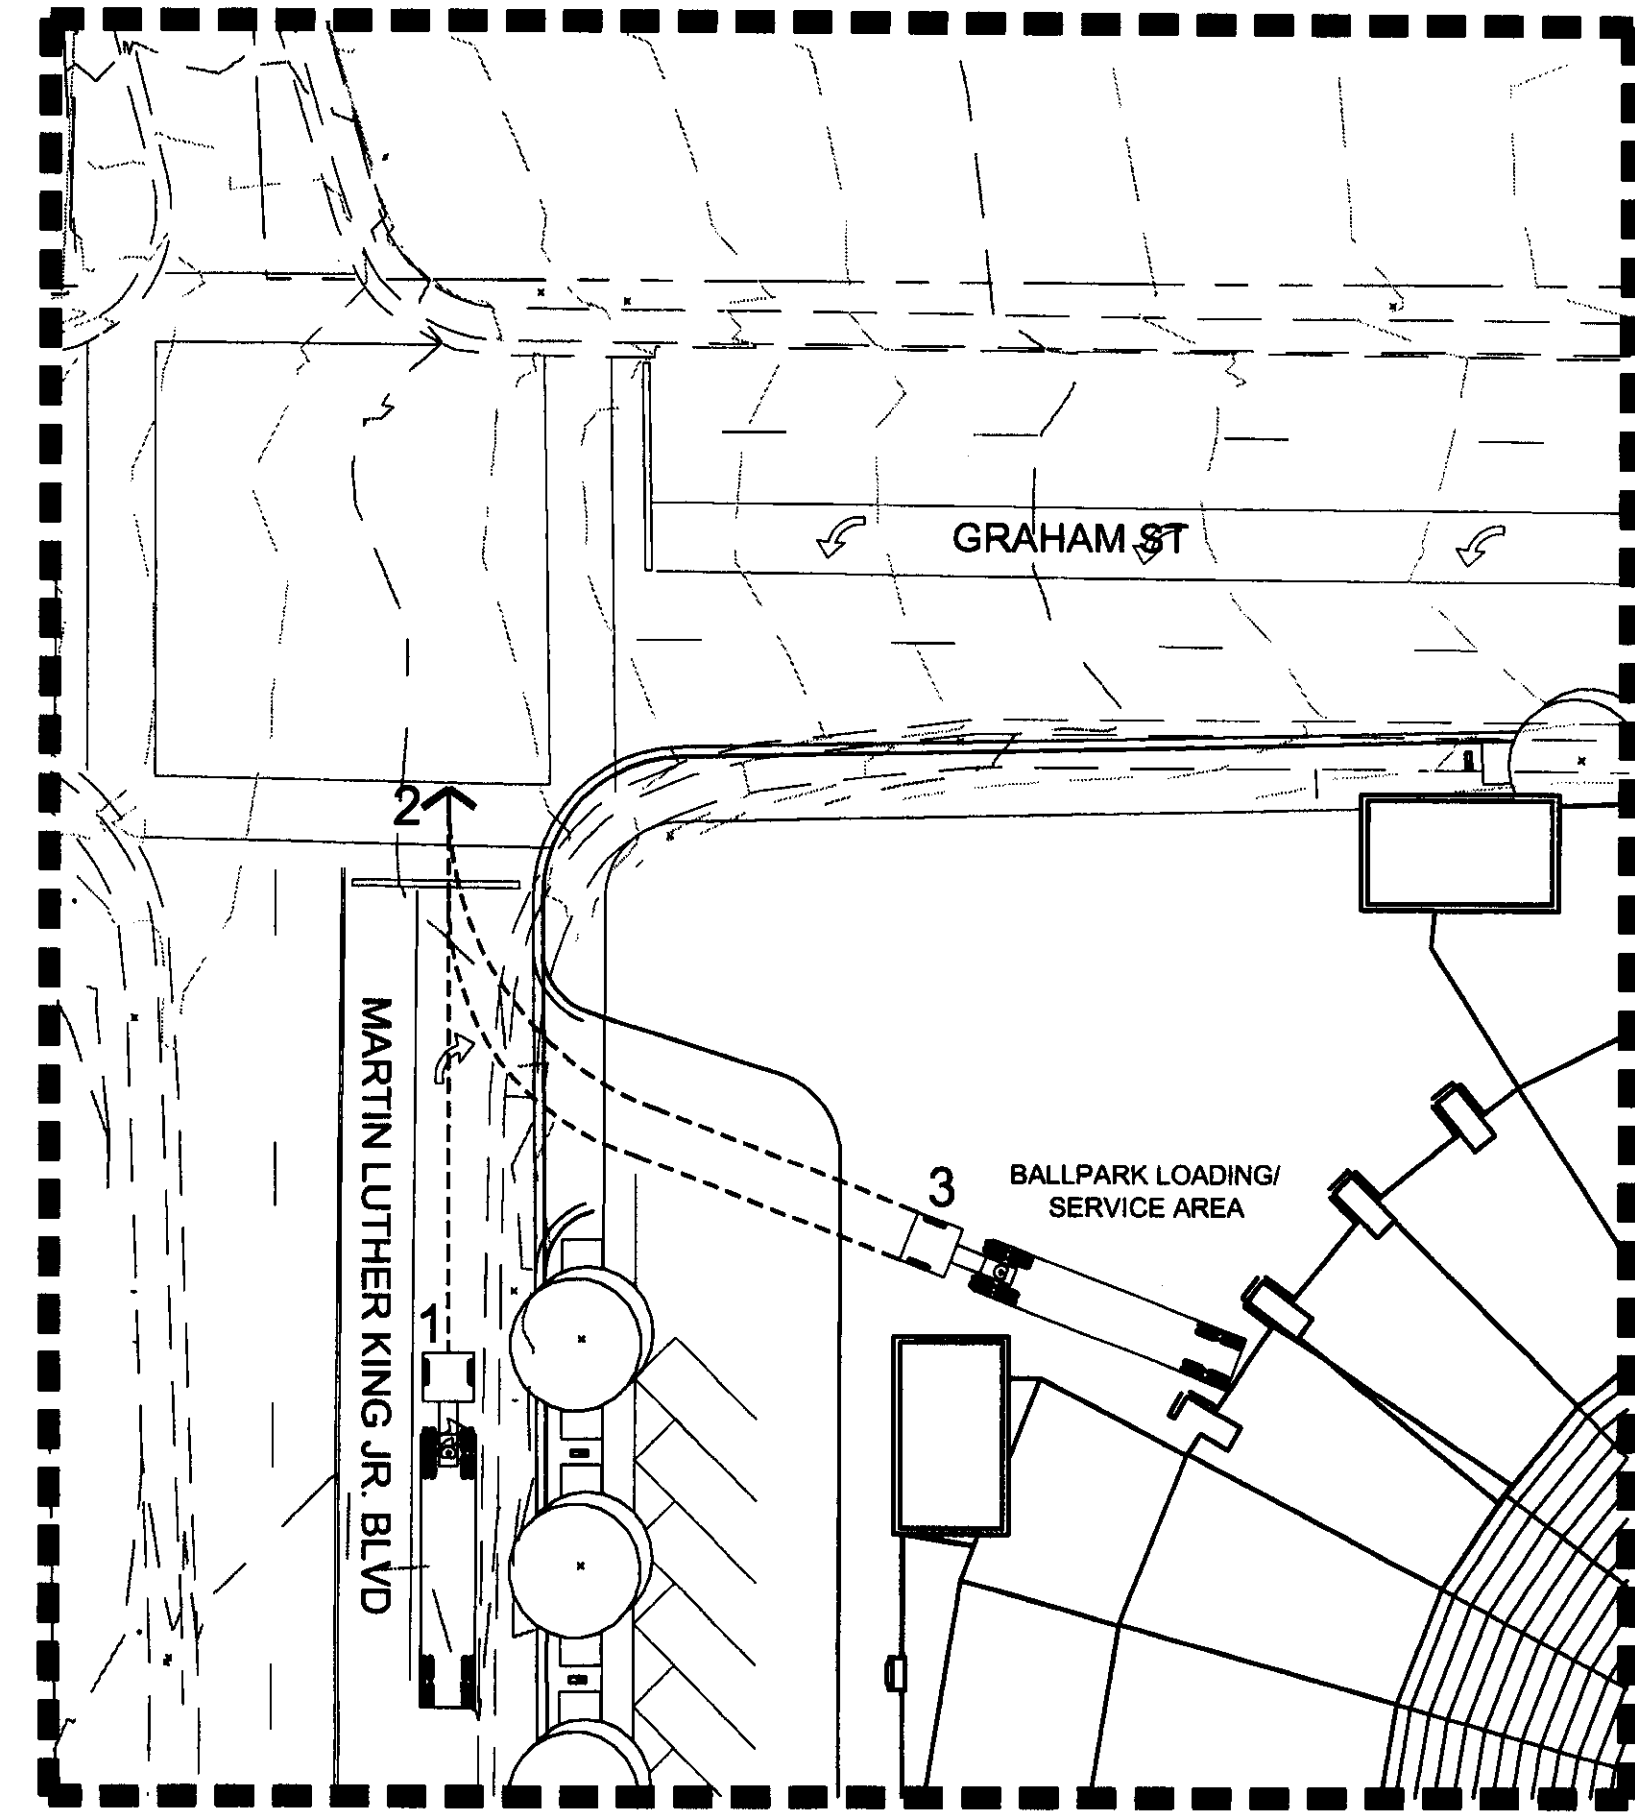 GRAHAM ST
2
MARTIN LUTHER KING JR. BLVD
3
BALLPARK LOADING/
SERVICE AREA
1